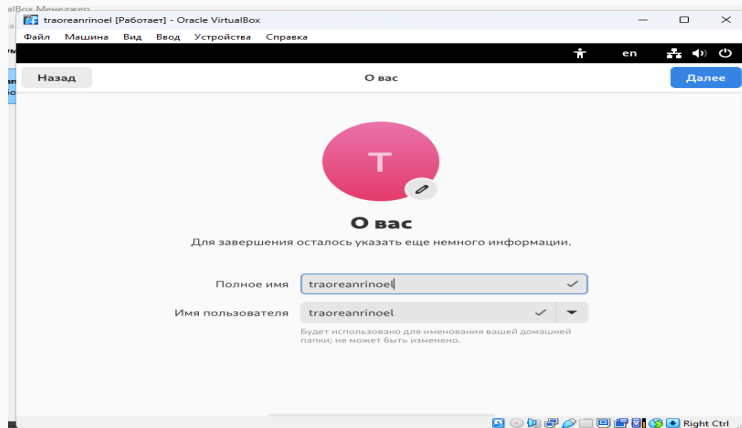 traoreanrinoel [Работает] - Oracle VirtualBox
Файл Машина Вид Ввод Устройства Справка
en
Назад О вас Далее
T
О вас
Для завершения осталось указать еще немного информации.
Полное имя traoreanrinoel
Имя пользователя traoreanrinoel
Будет использовано для именования вашей домашней
папки; не может быть изменено.
Right Ctrl